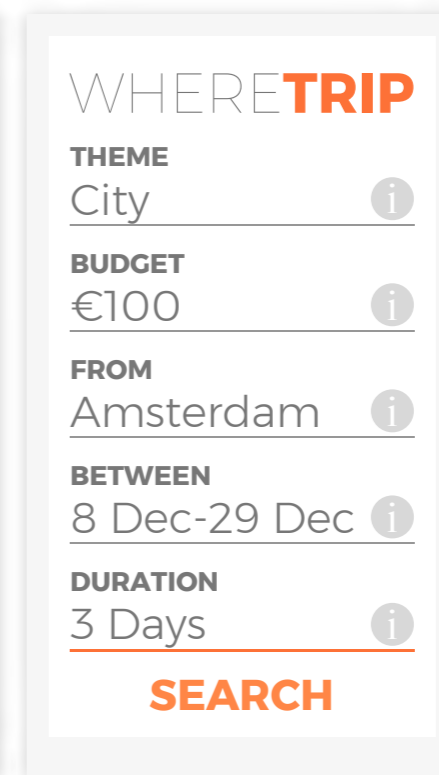 WHERETRIP
THEME
City i
BUDGET
€100 i
FROM
Amsterdam i
BETWEEN
8 Dec-29 Dec i
DURATION
3 Days i
SEARCH